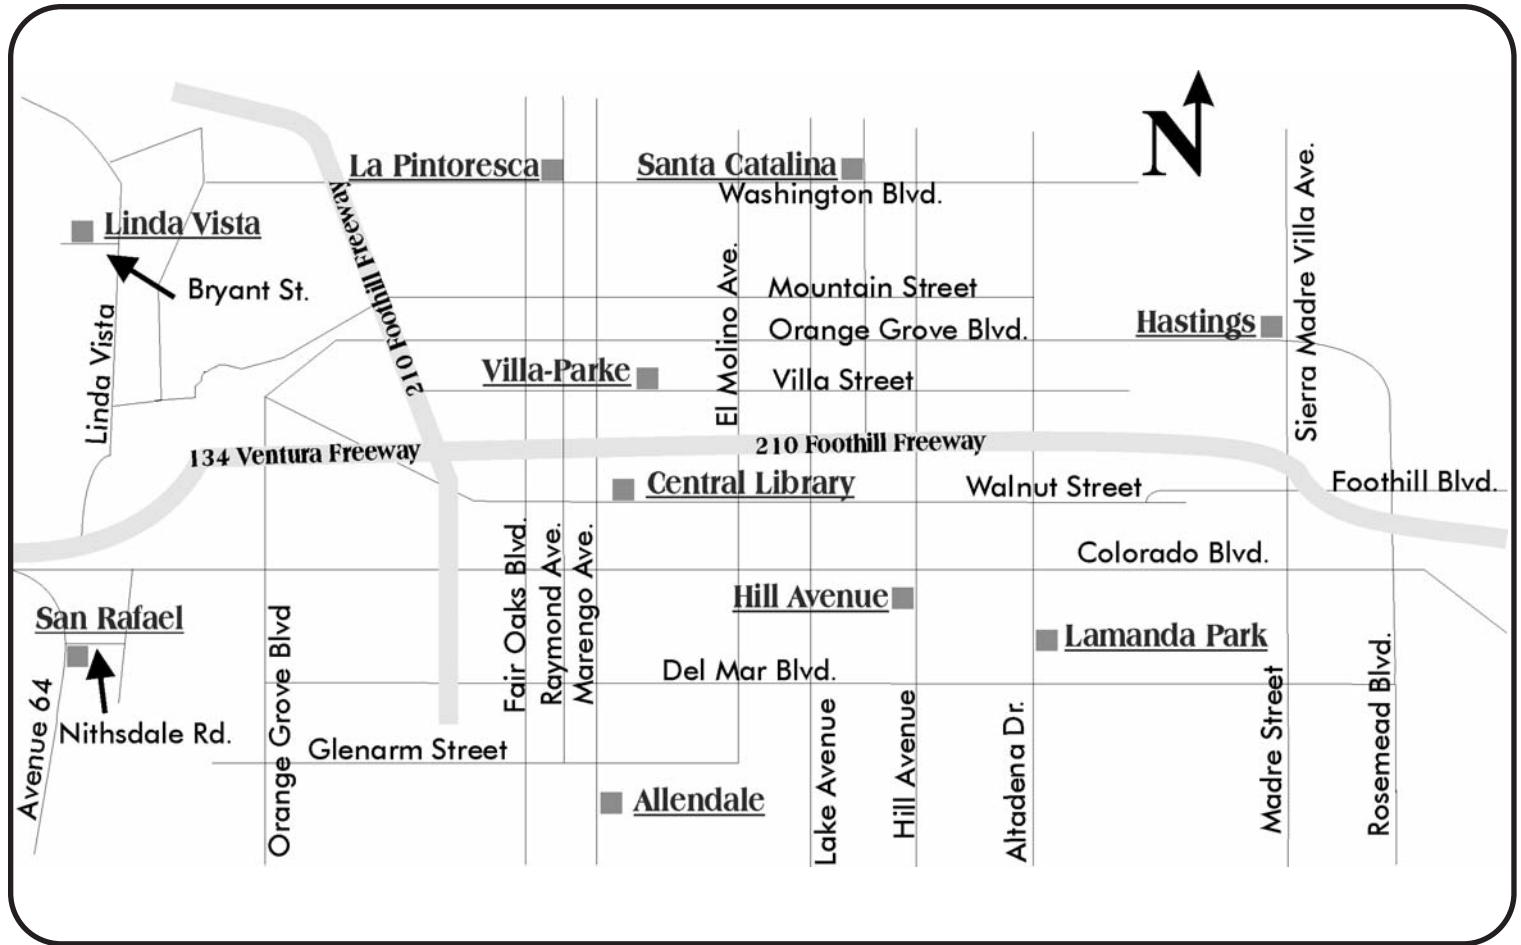 N
La Pintoresca
Santa Catalina
Washington Blvd.
Linda Vista
Bryant St.
210 Foothill Freeway
Linda Vista
El Molino Ave.
Mountain Street
Orange Grove Blvd.
Hastings
Sierra Madre Villa Ave.
Villa-Parke
Villa Street
134 Ventura Freeway
210 Foothill Freeway
Central Library
Walnut Street
Foothill Blvd.
Colorado Blvd.
Fair Oaks Blvd.
Raymond Ave.
Marengo Ave.
San Rafael
Hill Avenue
Lamanda Park
Orange Grove Blvd
Del Mar Blvd.
Avenue 64
Nithsdale Rd.
Glenarm Street
Allendale
Lake Avenue
Hill Avenue
Altadena Dr.
Madre Street
Rosemead Blvd.